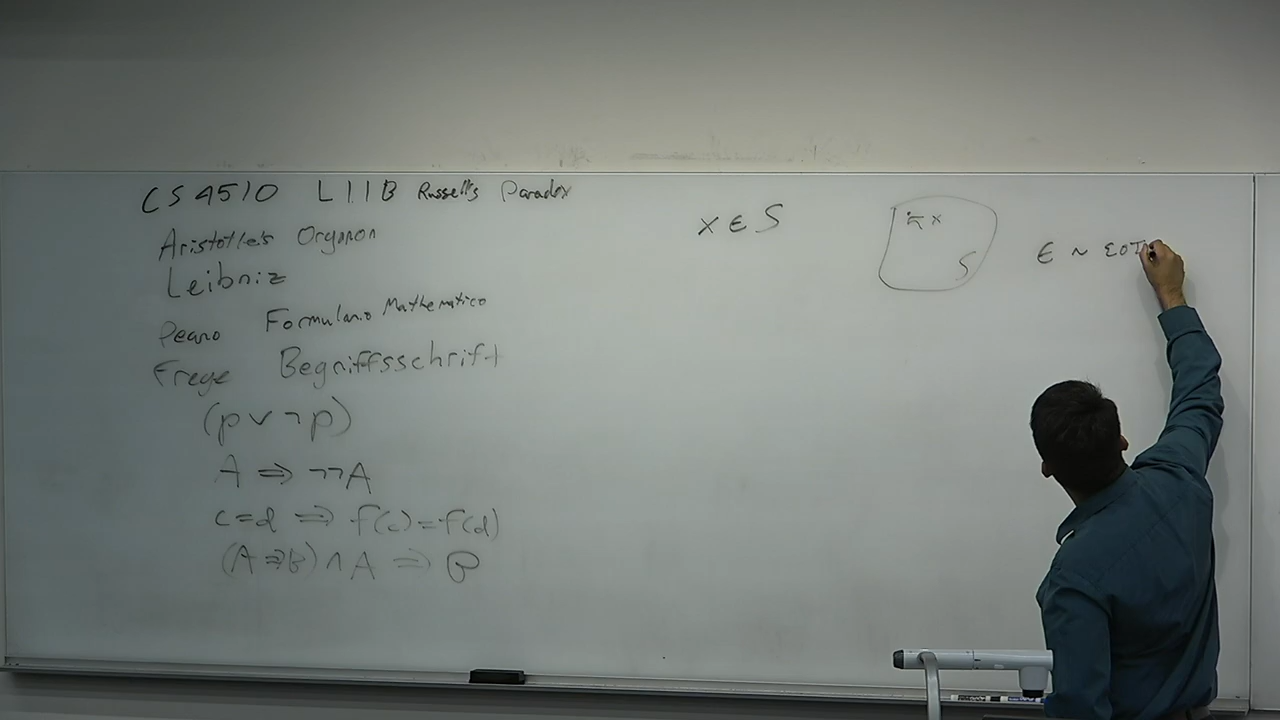 CS 4510 L11B Russell's Paradox
Aristotle's Organon
Leibniz
Peano Formulario Mathematico
Frege Begriffsschrift
(p ∨ ¬p)
A ⇒ ¬¬A
c=d ⇒ f(c)=f(d)
(A⇒B) ∧ A ⇒ B
x ∈ S
x
S
∈ ~ εστ